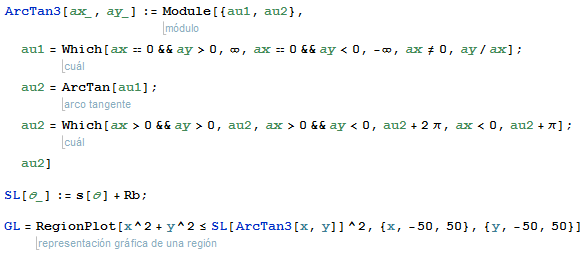 ArcTan3[ax_, ay_] := Module[{au1, au2},
módulo
au1 = Which[ax == 0 && ay > 0, ∞, ax == 0 && ay < 0, -∞, ax ≠ 0, ay / ax];
cuál
au2 = ArcTan[au1];
arco tangente
au2 = Which[ax > 0 && ay > 0, au2, ax > 0 && ay < 0, au2 + 2 π, ax < 0, au2 + π];
cuál
au2]
SL[θ_] := s[θ] + Rb;
GL = RegionPlot[x^2 + y^2 ≤ SL[ArcTan3[x, y]]^2, {x, -50, 50}, {y, -50, 50}]
representación gráfica de una región